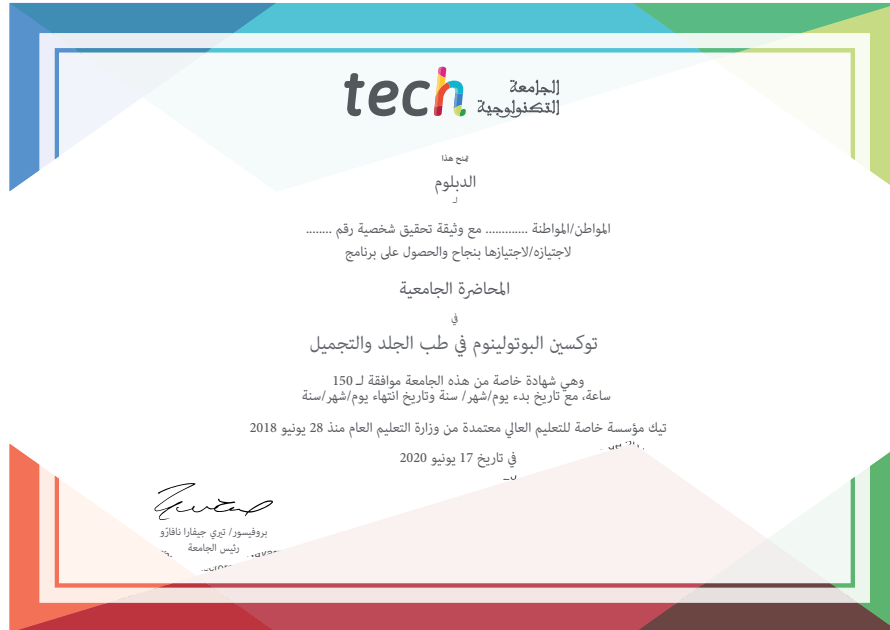 tech
الجامعة
التكنولوجية
يمنح هذا
الدبلوم
لـ
المواطن/المواطنة ............. مع وثيقة تحقيق شخصية رقم ........
لاجتيازه/لاجتيازها بنجاح والحصول على برنامج
المحاضرة الجامعية
في
توكسين البوتولينوم في طب الجلد والتجميل
وهي شهادة خاصة من هذه الجامعة موافقة لـ 150
ساعة، مع تاريخ بدء يوم/شهر/ سنة وتاريخ انتهاء يوم/شهر/سنة
تيك مؤسسة خاصة للتعليم العالي معتمدة من وزارة التعليم العام منذ 28 يونيو 2018
في تاريخ 17 يونيو 2020
بروفيسور/ تيري جيفارا نافارّو
رئيس الجامعة